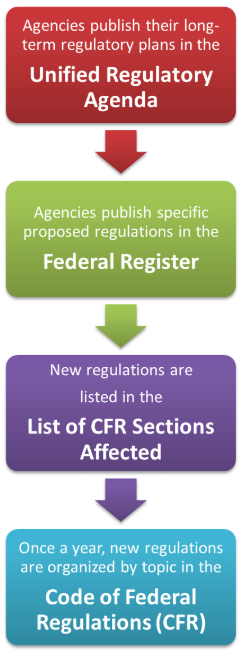 Agencies publish their long-
term regulatory plans in the
Unified Regulatory
Agenda
Agencies publish specific
proposed regulations in the
Federal Register
New regulations are
listed in the
List of CFR Sections
Affected
Once a year, new regulations
are organized by topic in the
Code of Federal
Regulations (CFR)